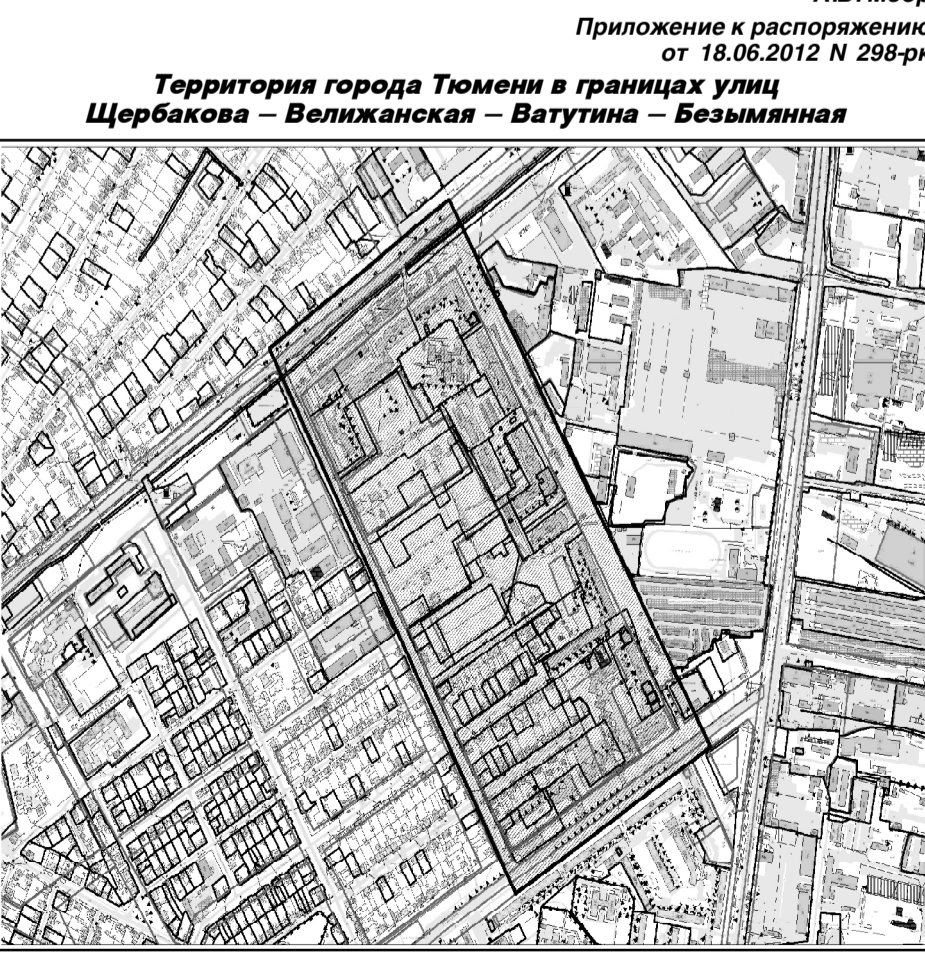 Приложение к распоряжению
от 18.06.2012 N 298-рк
Территория города Тюмени в границах улиц
Щербакова – Велижанская – Ватутина – Безымянная